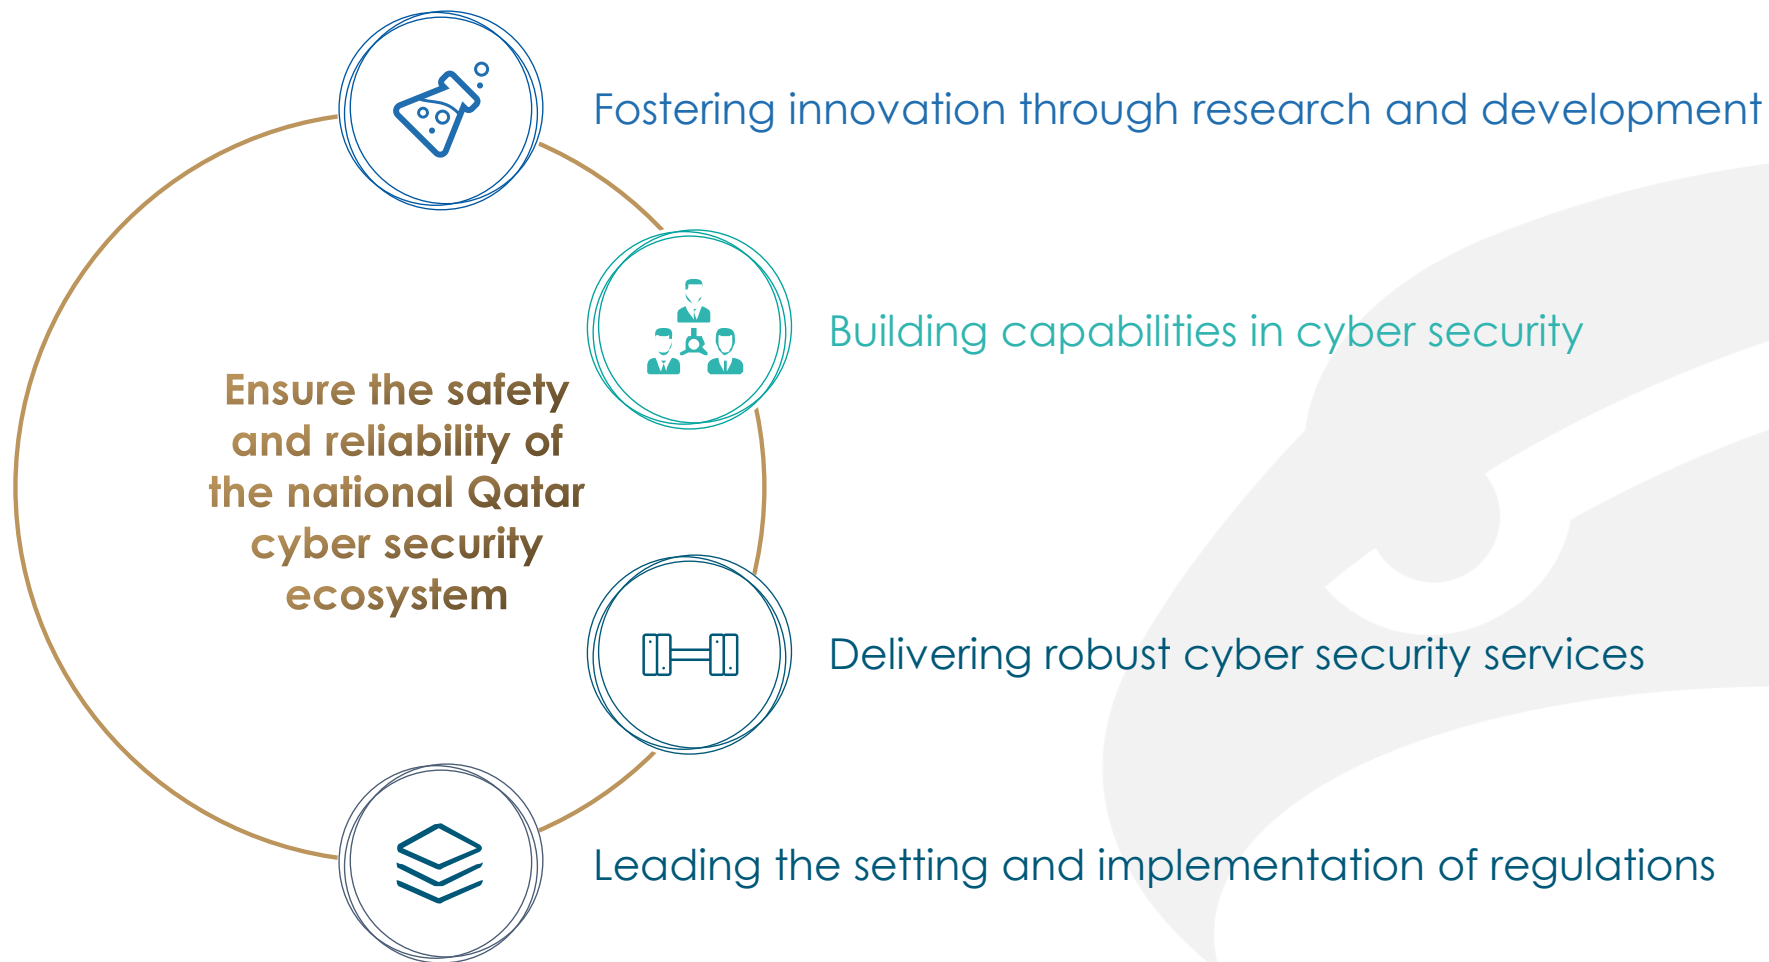 Fostering innovation through research and development
Building capabilities in cyber security
Ensure the safety
and reliability of
the national Qatar
cyber security
ecosystem
Delivering robust cyber security services
Leading the setting and implementation of regulations